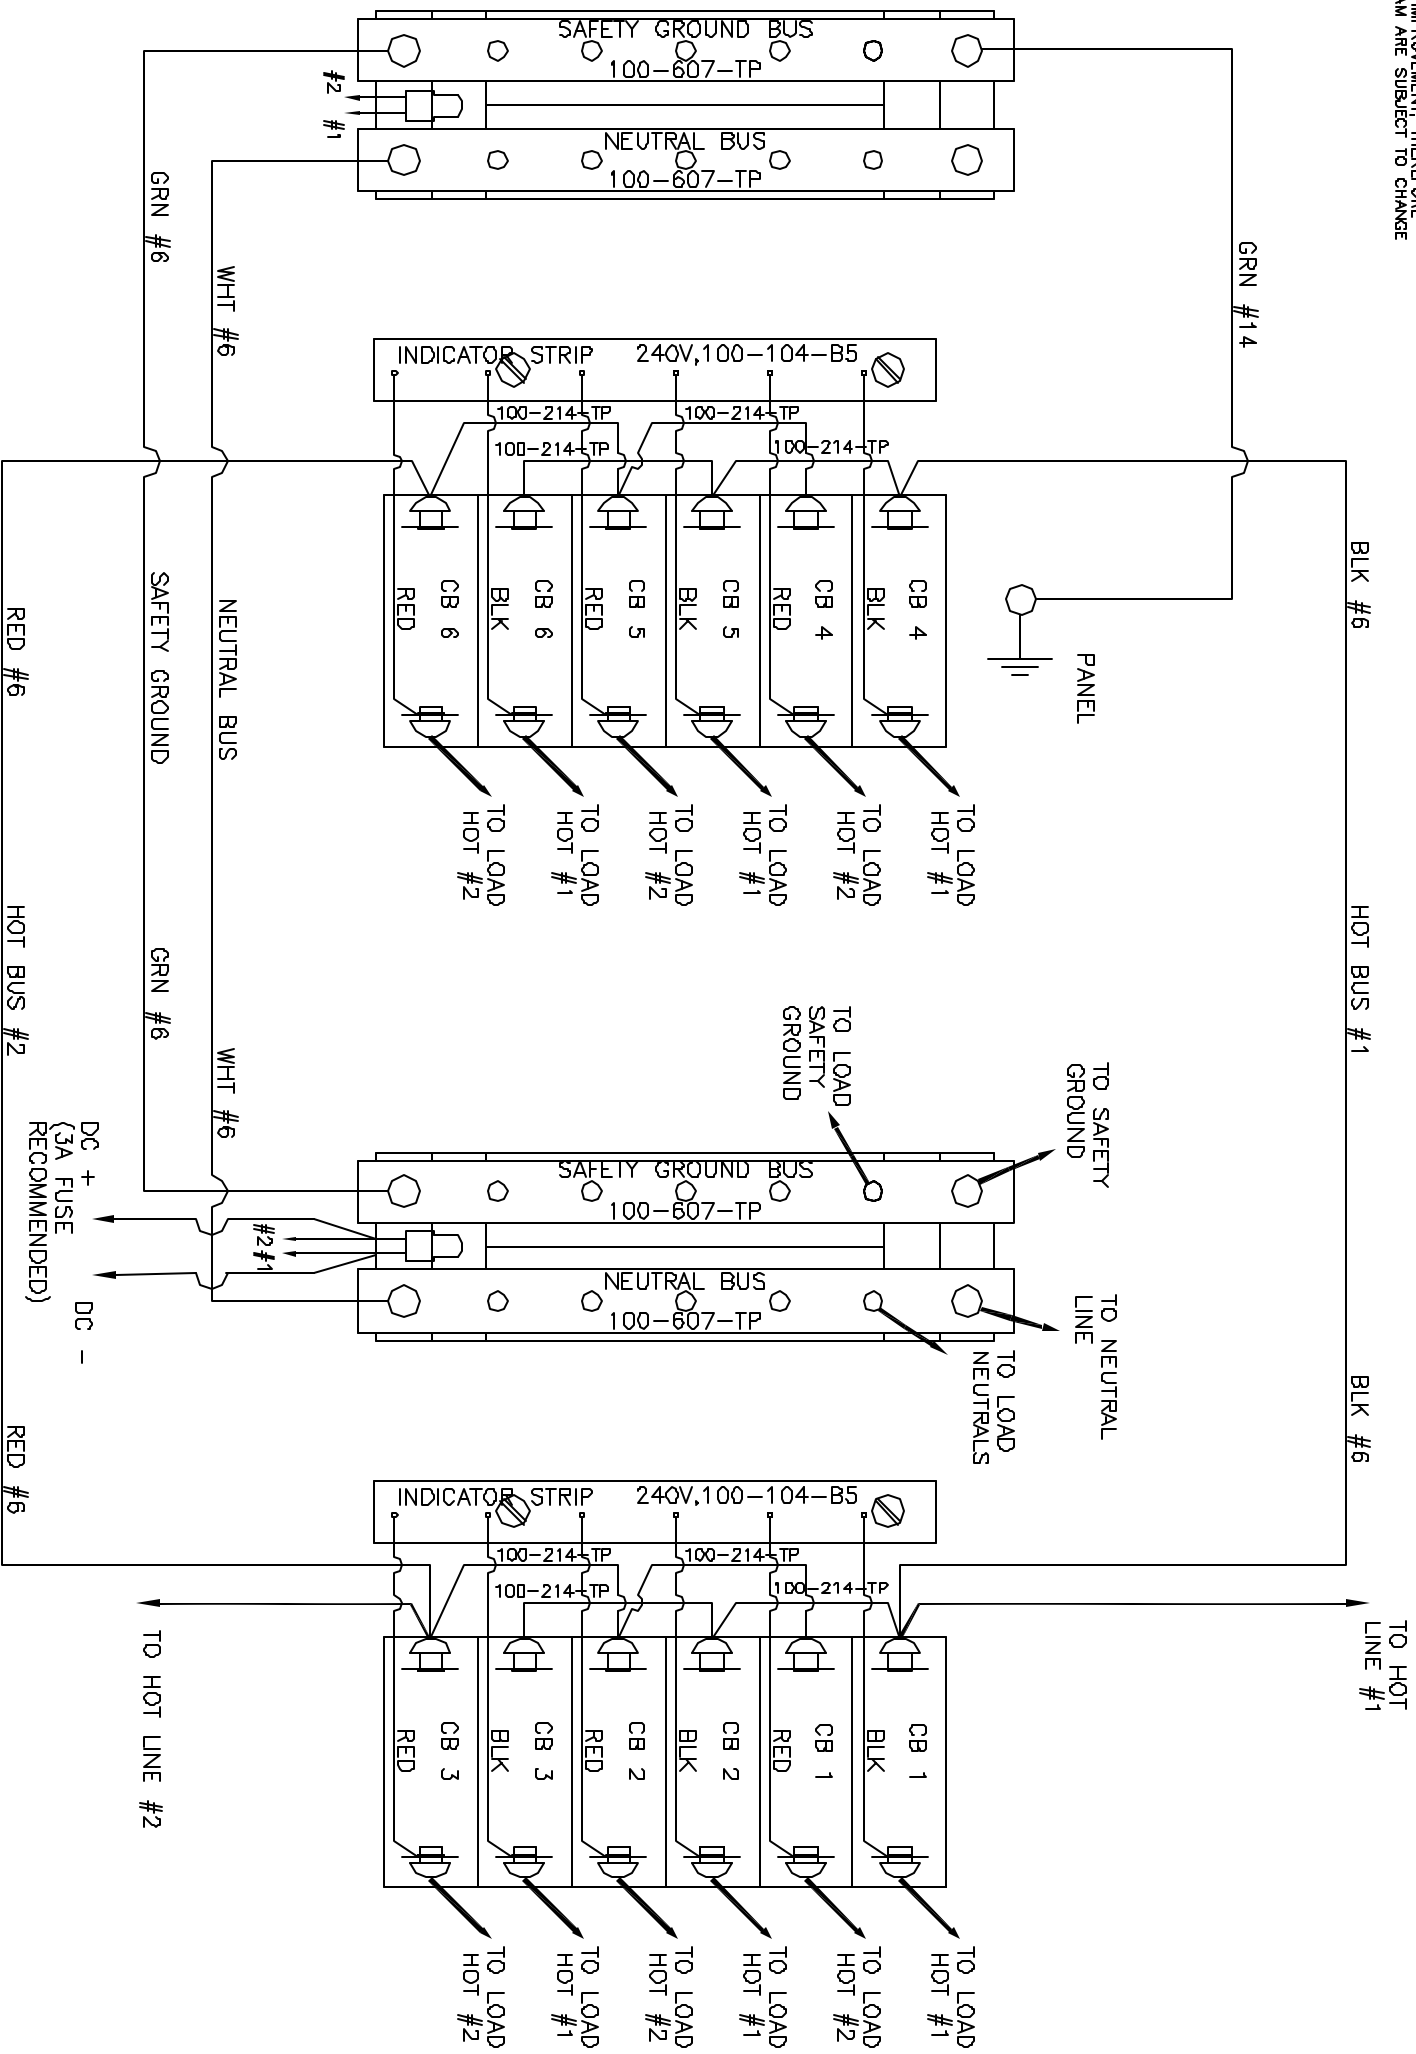 IMPROVEMENT, THEREFORE
AM ARE SUBJECT TO CHANGE
SAFETY GROUND BUS
100-607-TP
#2
#1
NEUTRAL BUS
100-607-TP
GRN #6
WHT #6
GRN #14
INDICATOR STRIP
240V,100-104-B5
100-214-TP
100-214-TP
100-214-TP
100-214-TP
CB 6
RED
CB 6
BLK
CB 5
RED
CB 5
BLK
CB 4
RED
CB 4
BLK
PANEL
BLK #6
RED #6
SAFETY GROUND
NEUTRAL BUS
TO LOAD
HOT #2
TO LOAD
HOT #1
TO LOAD
HOT #2
TO LOAD
HOT #1
TO LOAD
HOT #2
TO LOAD
HOT #1
HOT BUS #2
GRN #6
WHT #6
HOT BUS #1
TO LOAD
SAFETY
GROUND
TO SAFETY
GROUND
DC +
(3A FUSE
RECOMMENDED)
DC -
SAFETY GROUND BUS
100-607-TP
#2
#1
NEUTRAL BUS
100-607-TP
TO NEUTRAL
LINE
TO LOAD
NEUTRALS
BLK #6
RED #6
INDICATOR STRIP
240V,100-104-B5
100-214-TP
100-214-TP
100-214-TP
100-214-TP
TO HOT
LINE #1
TO HOT LINE #2
CB 3
RED
CB 3
BLK
CB 2
RED
CB 2
BLK
CB 1
RED
CB 1
BLK
TO LOAD
HOT #2
TO LOAD
HOT #1
TO LOAD
HOT #2
TO LOAD
HOT #1
TO LOAD
HOT #2
TO LOAD
HOT #1